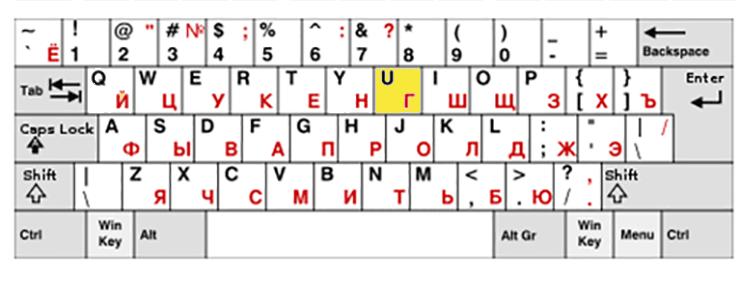 ~ ! @ " # № $ ; % ^ : & ? * ( ) _ +
` Ё 1 2 3 4 5 6 7 8 9 0 - = Backspace
Tab Q W E R T Y U I O P { } Enter
Й Ц У К Е Н Г Ш Щ З [ Х ] Ъ
Caps Lock A S D F G H J K L : " | /
Ф Ы В А П Р О Л Д ; Ж ' Э \
Shift | Z X C V B N M < > ? , Shift
\ Я Ч С М И Т Ь , Б . Ю / .
Ctrl Win Key Alt Alt Gr Win Key Menu Ctrl